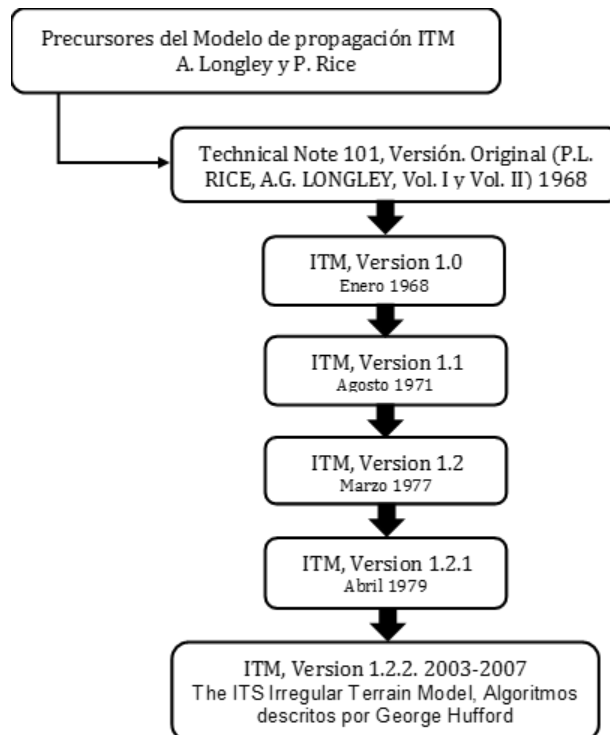 Precursores del Modelo de propagación ITM
A. Longley y P. Rice
Technical Note 101, Versión. Original (P.L.
RICE, A.G. LONGLEY, Vol. I y Vol. II) 1968
ITM, Version 1.0
Enero 1968
ITM, Version 1.1
Agosto 1971
ITM, Version 1.2
Marzo 1977
ITM, Version 1.2.1
Abril 1979
ITM, Version 1.2.2. 2003-2007
The ITS Irregular Terrain Model, Algoritmos
descritos por George Hufford